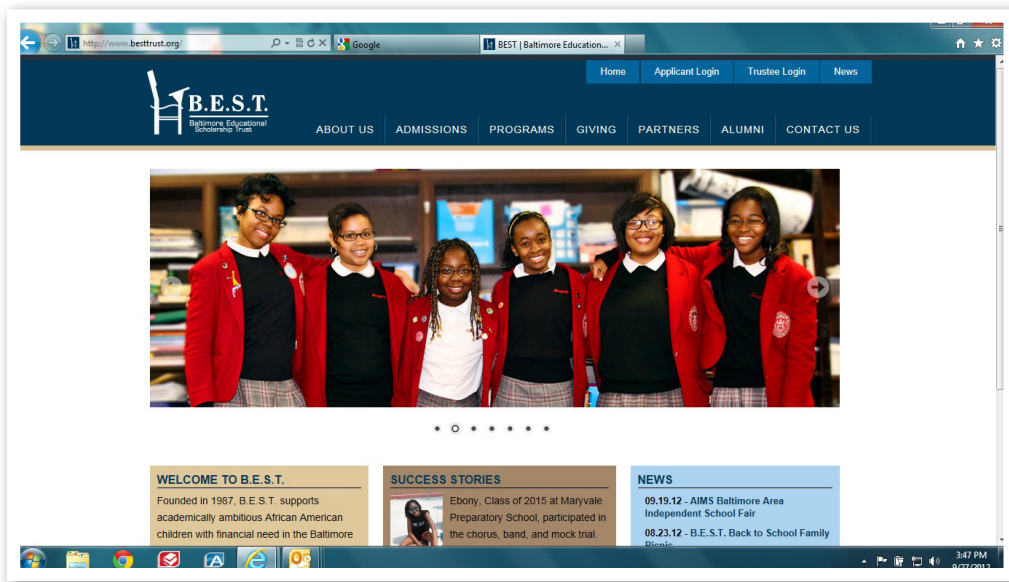 http://www.besttrust.org/
Google
BEST | Baltimore Education...
Home Applicant Login Trustee Login News
B.E.S.T.
Baltimore Educational
Scholarship Trust
ABOUT US ADMISSIONS PROGRAMS GIVING PARTNERS ALUMNI CONTACT US
WELCOME TO B.E.S.T.
Founded in 1987, B.E.S.T. supports
academically ambitious African American
children with financial need in the Baltimore
SUCCESS STORIES
Ebony, Class of 2015 at Maryvale
Preparatory School, participated in
the chorus, band, and mock trial.
NEWS
09.19.12 - AIMS Baltimore Area
Independent School Fair
08.23.12 - B.E.S.T. Back to School Family
Picnic
3:47 PM
9/27/2012